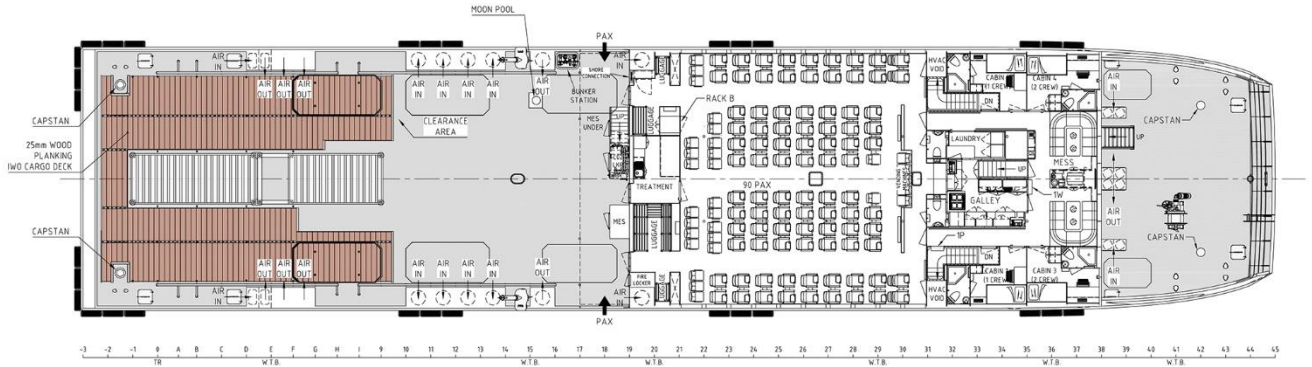 MOON POOL
PAX
AIR
IN
AIR
OUT
AIR
OUT
AIR
OUT
AIR
IN
AIR
IN
AIR
IN
AIR
IN
AIR
OUT
BUNKER
STATION
SHORE
CONNECTION
AIR
IN
LUGGAGE
HVAC
VOID
CABIN
(1 CREW)
CABIN 4
(2 CREW)
AIR
IN
CAPSTAN
CLEARANCE
AREA
MES
UNDER
UP
LUGGAGE
RACK B
DN
CAPSTAN
25mm WOOD
PLANKING
IWO CARGO DECK
LAUNDRY
MESS
UP
TREATMENT
90 PAX
VENDING
MACHINES
UP
1W
GALLEY
AIR
OUT
CAPSTAN
MES
LUGGAGE
1P
CAPSTAN
AIR
IN
AIR
OUT
AIR
OUT
AIR
OUT
AIR
IN
AIR
IN
AIR
IN
AIR
IN
AIR
OUT
AIR
IN
FIRE
LOCKER
HVAC
VOID
DN
CABIN
(1 CREW)
CABIN 3
(2 CREW)
AIR
IN
PAX
-3 -2 -1 0 A B C D E F G H I 9 10 11 12 13 14 15 16 17 18 19 20 21 22 23 24 25 26 27 28 29 30 31 32 33 34 35 36 37 38 39 40 41 42 43 44 45
TR W.T.B. W.T.B. W.T.B. W.T.B. W.T.B. W.T.B.